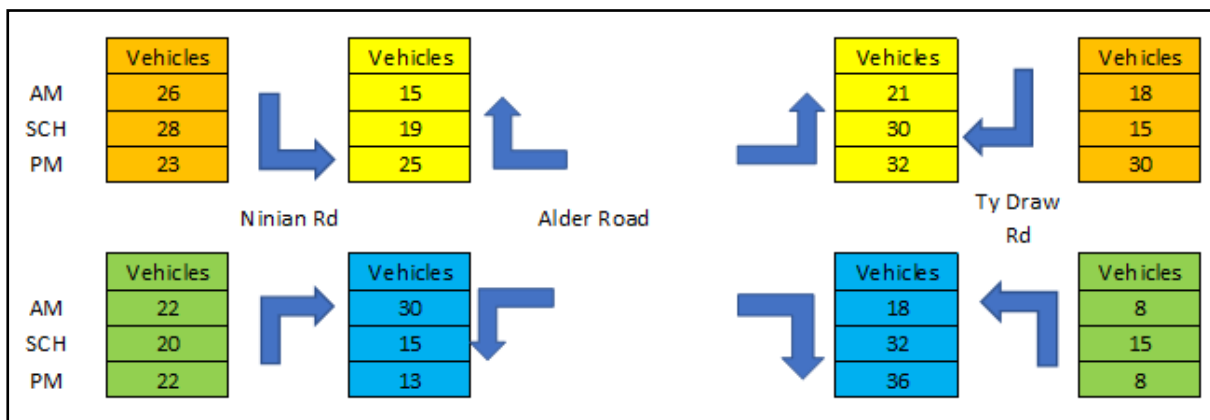 Vehicles Vehicles Vehicles Vehicles
AM 26 15 21 18
SCH 28 19 30 15
PM 23 25 32 30
Ninian Rd Alder Road Ty Draw
Rd
Vehicles Vehicles Vehicles Vehicles
AM 22 30 18 8
SCH 20 15 32 15
PM 22 13 36 8